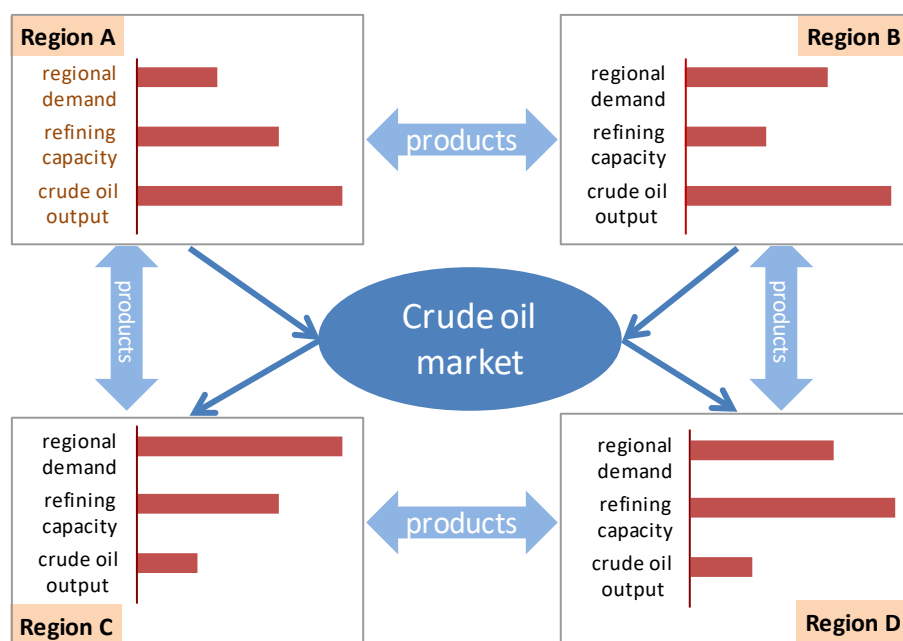 Region A
regional
demand
refining
capacity
crude oil
output
products
Region B
regional
demand
refining
capacity
crude oil
output
products
Crude oil
market
products
regional
demand
refining
capacity
crude oil
output
Region C
products
regional
demand
refining
capacity
crude oil
output
Region D